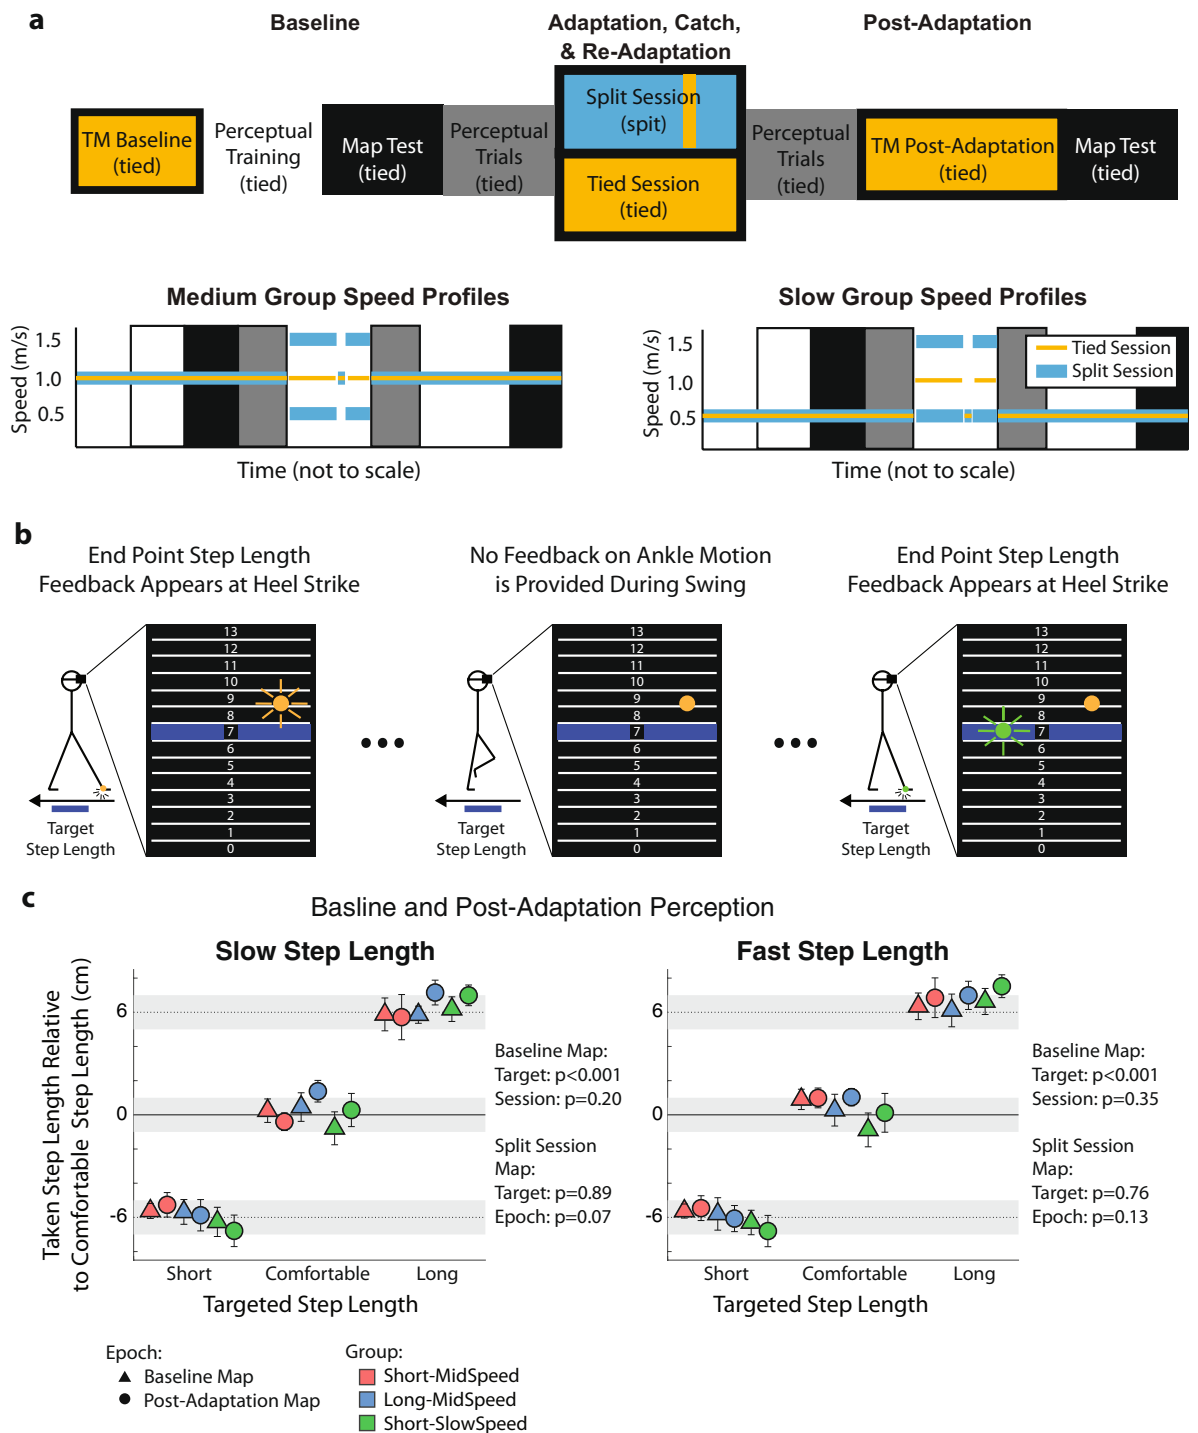 a
Baseline
Adaptation, Catch,
& Re-Adaptation
Post-Adaptation
TM Baseline
(tied)
Perceptual
Training
(tied)
Map Test
(tied)
Perceptual
Trials
(tied)
Split Session
(spit)
Tied Session
(tied)
Perceptual
Trials
(tied)
TM Post-Adaptation
(tied)
Map Test
(tied)
Medium Group Speed Profiles
Speed (m/s)
1.5
1.0
0.5
Time (not to scale)
Slow Group Speed Profiles
Speed (m/s)
1.5
1.0
0.5
Tied Session
Split Session
Time (not to scale)
b
End Point Step Length
Feedback Appears at Heel Strike
No Feedback on Ankle Motion
is Provided During Swing
End Point Step Length
Feedback Appears at Heel Strike
13
12
11
10
9
8
7
6
5
4
3
2
1
0
Target
Step Length
13
12
11
10
9
8
7
6
5
4
3
2
1
0
Target
Step Length
13
12
11
10
9
8
7
6
5
4
3
2
1
0
Target
Step Length
c
Basline and Post-Adaptation Perception
Slow Step Length
Taken Step Length Relative
to Comfortable Step Length (cm)
6
0
-6
Short Comfortable Long
Targeted Step Length
Baseline Map:
Target: p<0.001
Session: p=0.20
Split Session
Map:
Target: p=0.89
Epoch: p=0.07
Fast Step Length
6
0
-6
Short Comfortable Long
Targeted Step Length
Baseline Map:
Target: p<0.001
Session: p=0.35
Split Session
Map:
Target: p=0.76
Epoch: p=0.13
Epoch:
Baseline Map
Post-Adaptation Map
Group:
Short-MidSpeed
Long-MidSpeed
Short-SlowSpeed